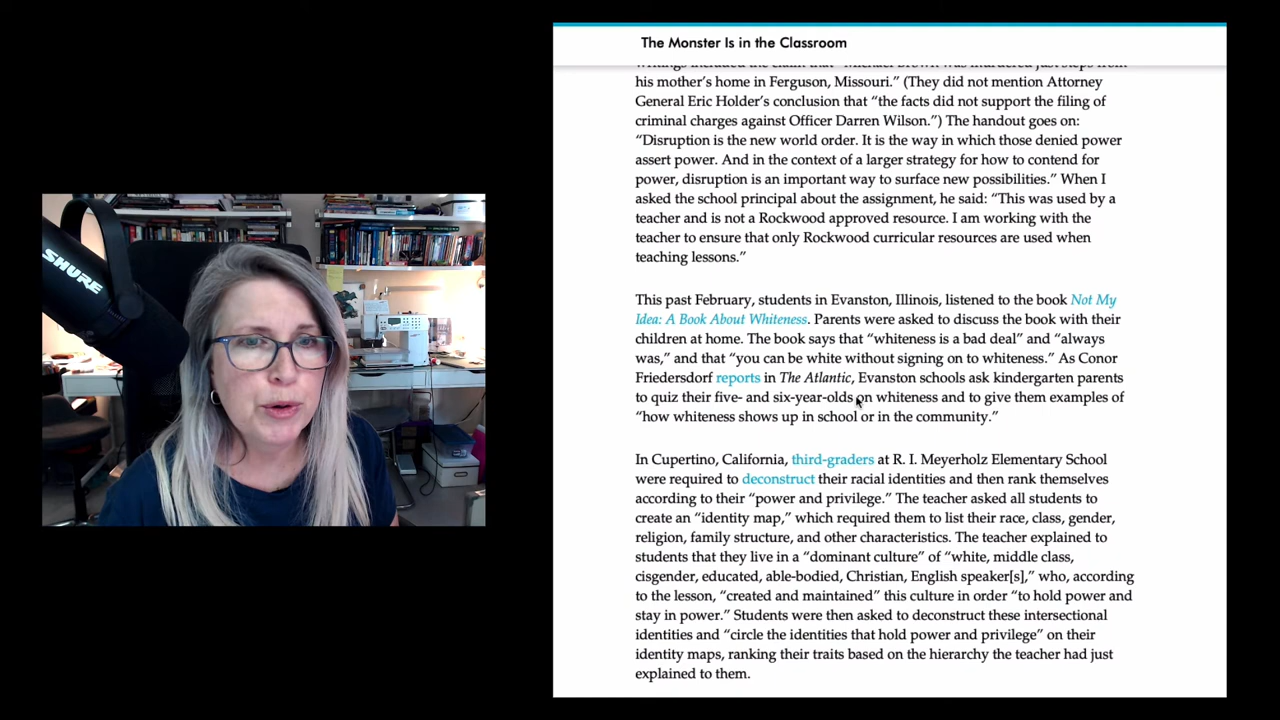 The Monster Is in the Classroom
writings included the claim that “Michael Brown was murdered just steps from
his mother’s home in Ferguson, Missouri.” (They did not mention Attorney
General Eric Holder’s conclusion that “the facts did not support the filing of
criminal charges against Officer Darren Wilson.”) The handout goes on:
“Disruption is the new world order. It is the way in which those denied power
assert power. And in the context of a larger strategy for how to contend for
power, disruption is an important way to surface new possibilities.” When I
asked the school principal about the assignment, he said: “This was used by a
teacher and is not a Rockwood approved resource. I am working with the
teacher to ensure that only Rockwood curricular resources are used when
teaching lessons.”
This past February, students in Evanston, Illinois, listened to the book Not My
Idea: A Book About Whiteness. Parents were asked to discuss the book with their
children at home. The book says that “whiteness is a bad deal” and “always
was,” and that “you can be white without signing on to whiteness.” As Conor
Friedersdorf reports in The Atlantic, Evanston schools ask kindergarten parents
to quiz their five- and six-year-olds on whiteness and to give them examples of
“how whiteness shows up in school or in the community.”
In Cupertino, California, third-graders at R. I. Meyerholz Elementary School
were required to deconstruct their racial identities and then rank themselves
according to their “power and privilege.” The teacher asked all students to
create an “identity map,” which required them to list their race, class, gender,
religion, family structure, and other characteristics. The teacher explained to
students that they live in a “dominant culture” of “white, middle class,
cisgender, educated, able-bodied, Christian, English speaker[s],” who, according
to the lesson, “created and maintained” this culture in order “to hold power and
stay in power.” Students were then asked to deconstruct these intersectional
identities and “circle the identities that hold power and privilege” on their
identity maps, ranking their traits based on the hierarchy the teacher had just
explained to them.
SHURE